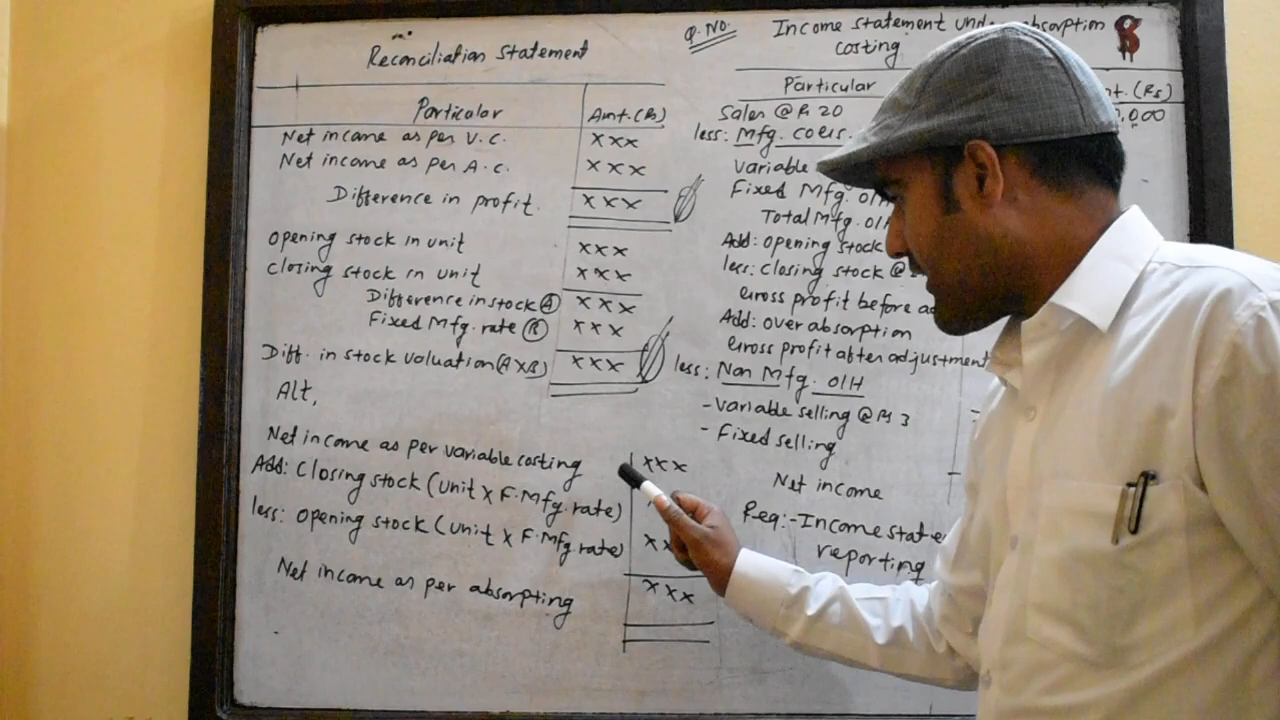 Reconciliation Statement
Particular Amt.(Rs)
Net income as per V.C. xxx
Net income as per A.C. xxx
Difference in profit. xxx
Opening stock in unit xxx
Closing stock in unit xxx
Difference in stock (A) xxx
Fixed Mfg. rate (B) xxx
Diff. in stock valuation (A×B) xxx
Alt,
Net income as per variable costing xxx
Add: Closing stock (unit × F.Mfg. rate)
less: Opening stock (unit × F.Mfg. rate) xx
Net income as per absorpting xxx
Q.NO.
Income statement under absorption
costing
Particular
Sales @ Rs 20
less: Mfg. costs.
Variable
Fixed Mfg. O/H
Total Mfg. O/H
Add: Opening stock
less: Closing stock @
Gross profit before
Add: over absorption
Gross profit after adjustment
less: Non Mfg. O/H
- Variable selling @ Rs 3
- Fixed selling
Net income
Req:- Income
reporting